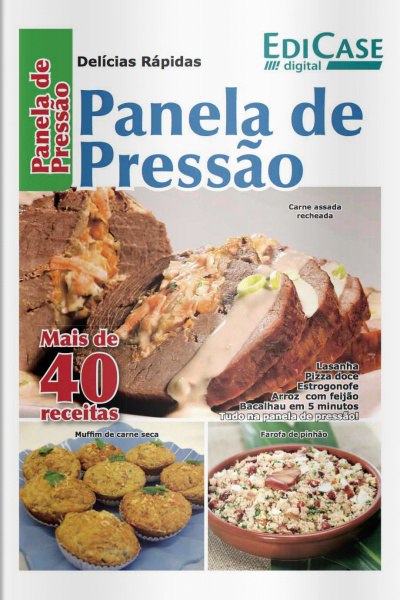 Panela de
Pressão
Delícias Rápidas
EDICASE
digital
Panela de
Pressão
Carne assada
recheada
Mais de
40
receitas
Lasanha
Pizza doce
Estrogonofe
Arroz com feijão
Bacalhau em 5 minutos
Tudo na panela de pressão!
Muffim de carne seca
Farofa de pinhão